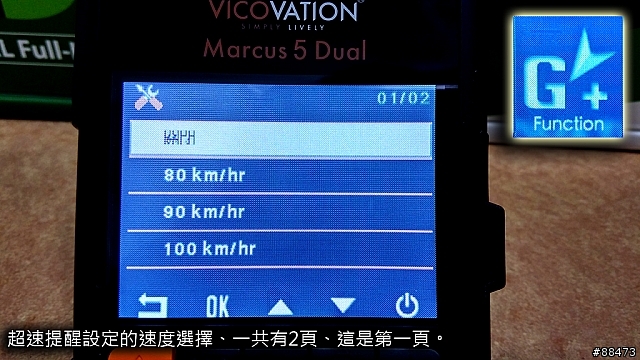 VICOVATION®
SIMPLY LIVELY
Marcus 5 Dual
L Full-
01/02
80 km/hr
90 km/hr
100 km/hr
OK
G+
Function
超速提醒設定的速度選擇、一共有2頁、這是第一頁。
#88473